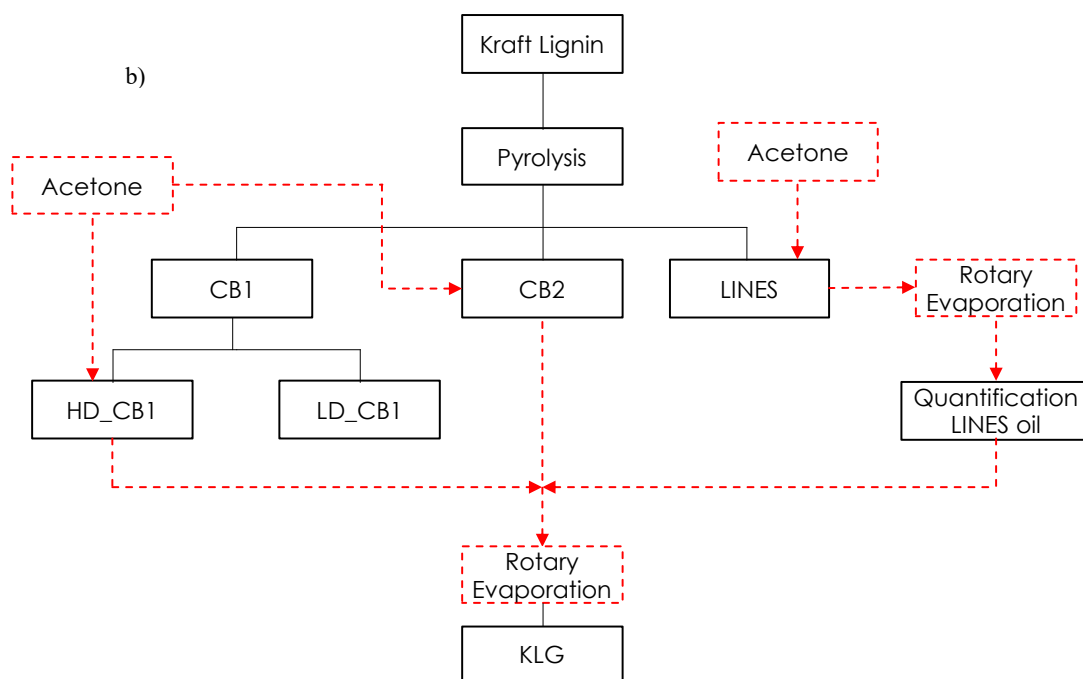 Kraft Lignin
b)
Pyrolysis
Acetone
Acetone
CB1
CB2
LINES
Rotary
Evaporation
HD_CB1
LD_CB1
Quantification
LINES oil
Rotary
Evaporation
KLG